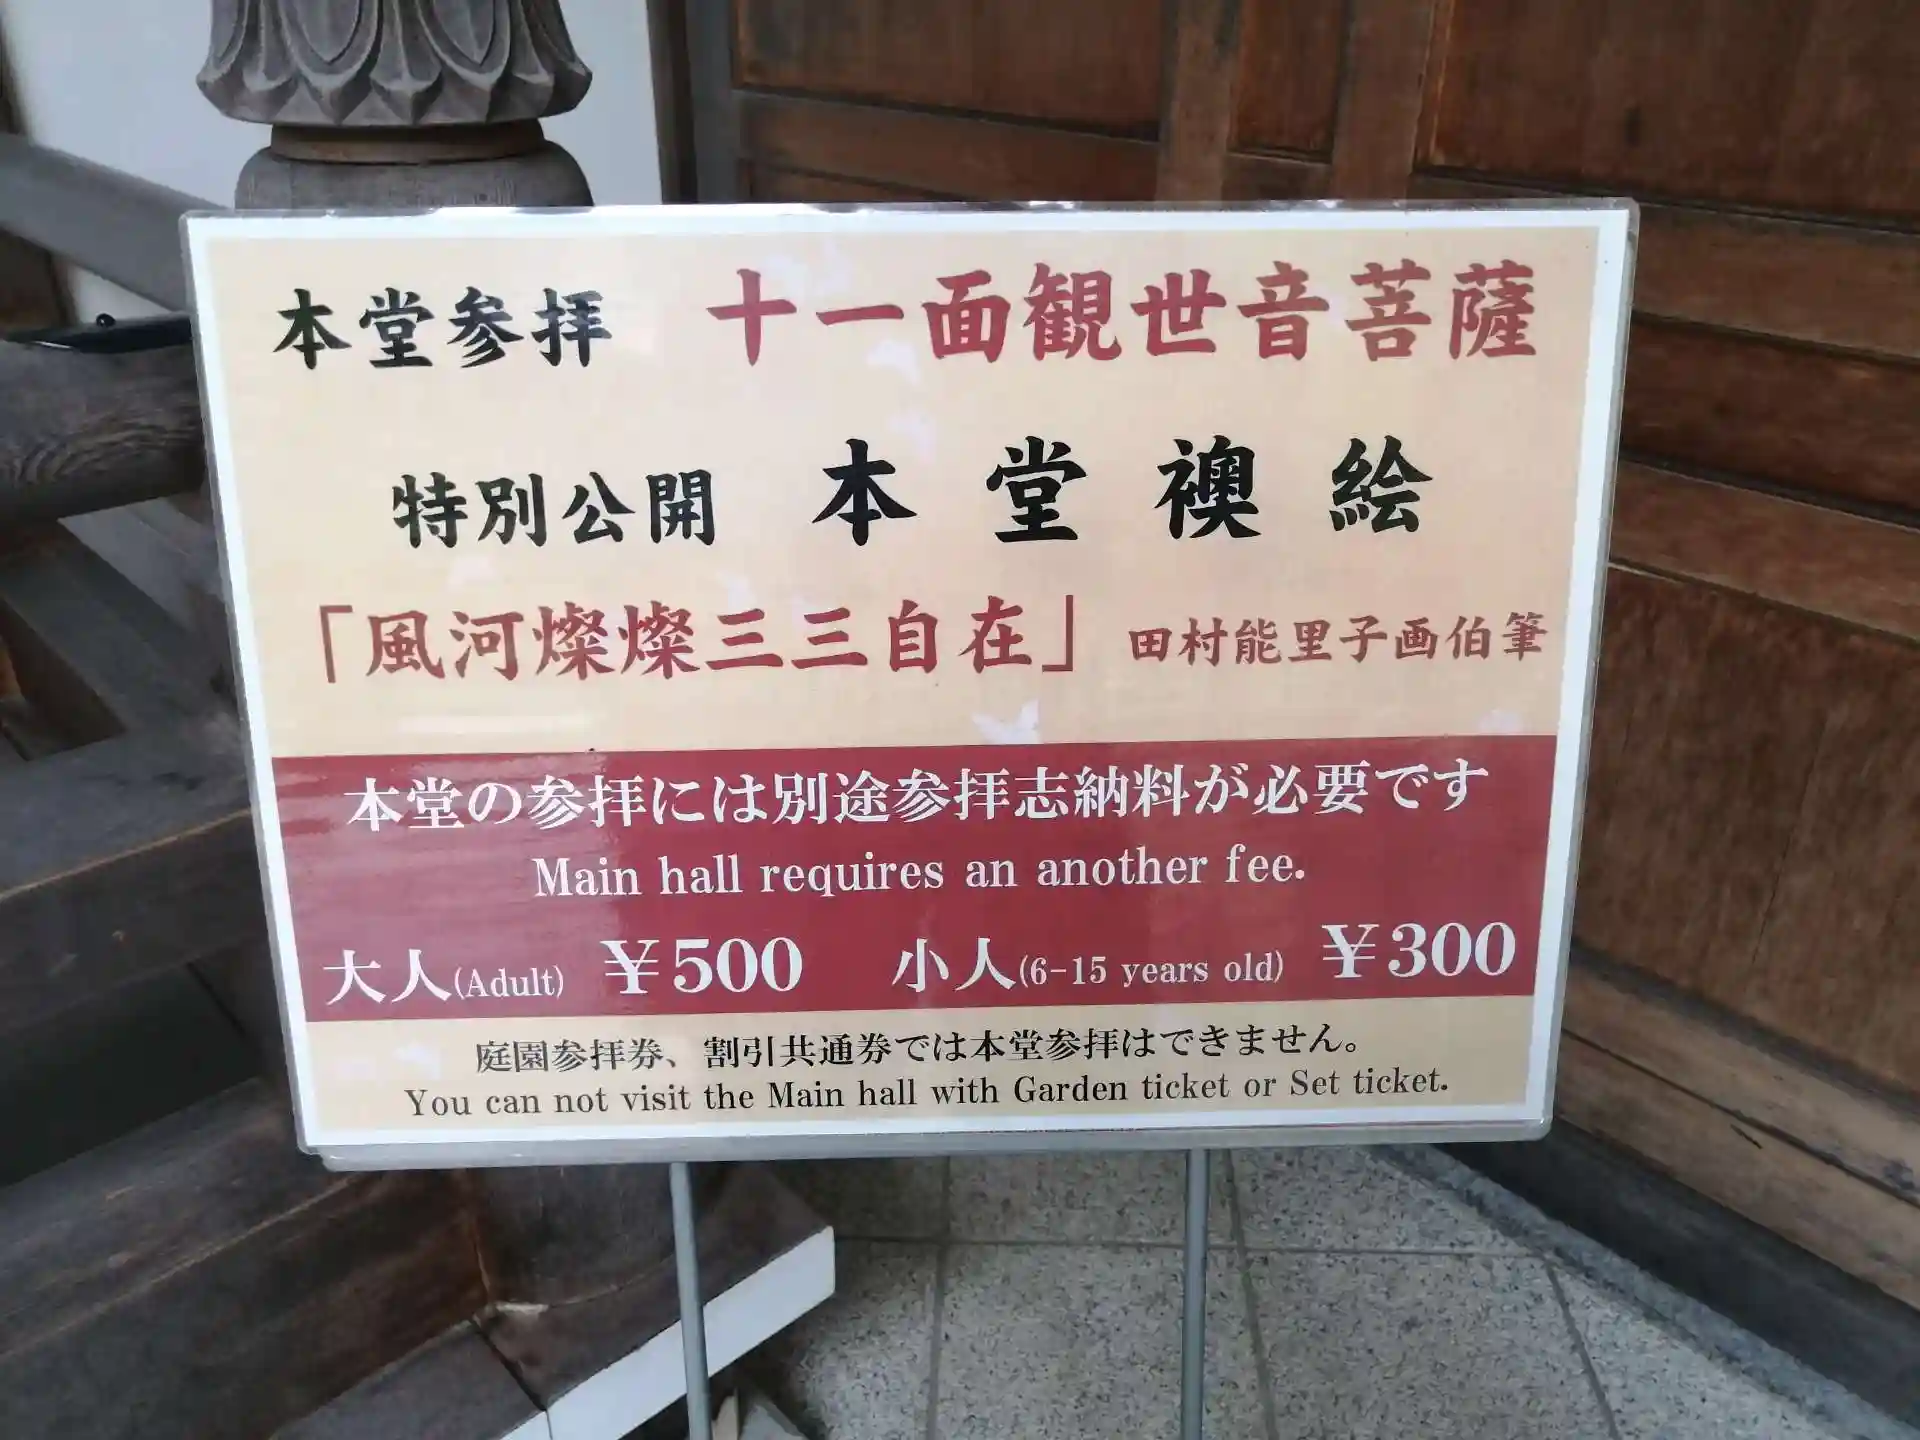 本堂参拝 十一面観世音菩薩
特別公開 本堂襖絵
「風河燦燦三三自在」 田村能里子画伯筆
本堂の参拝には別途参拝志納料が必要です
Main hall requires an another fee.
大人(Adult) ￥500 小人(6-15 years old) ￥300
庭園参拝券、割引共通券では本堂参拝はできません。
You can not visit the Main hall with Garden ticket or Set ticket.